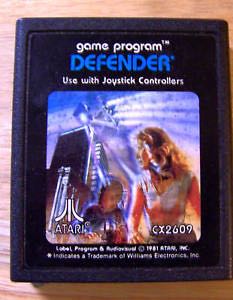 game program™
DEFENDER*
Use with Joystick Controllers
ATARI® CX2609
Label, Program & Audiovisual © 1981 ATARI, INC.
* Indicates a Trademark of Williams Electronics, Inc.